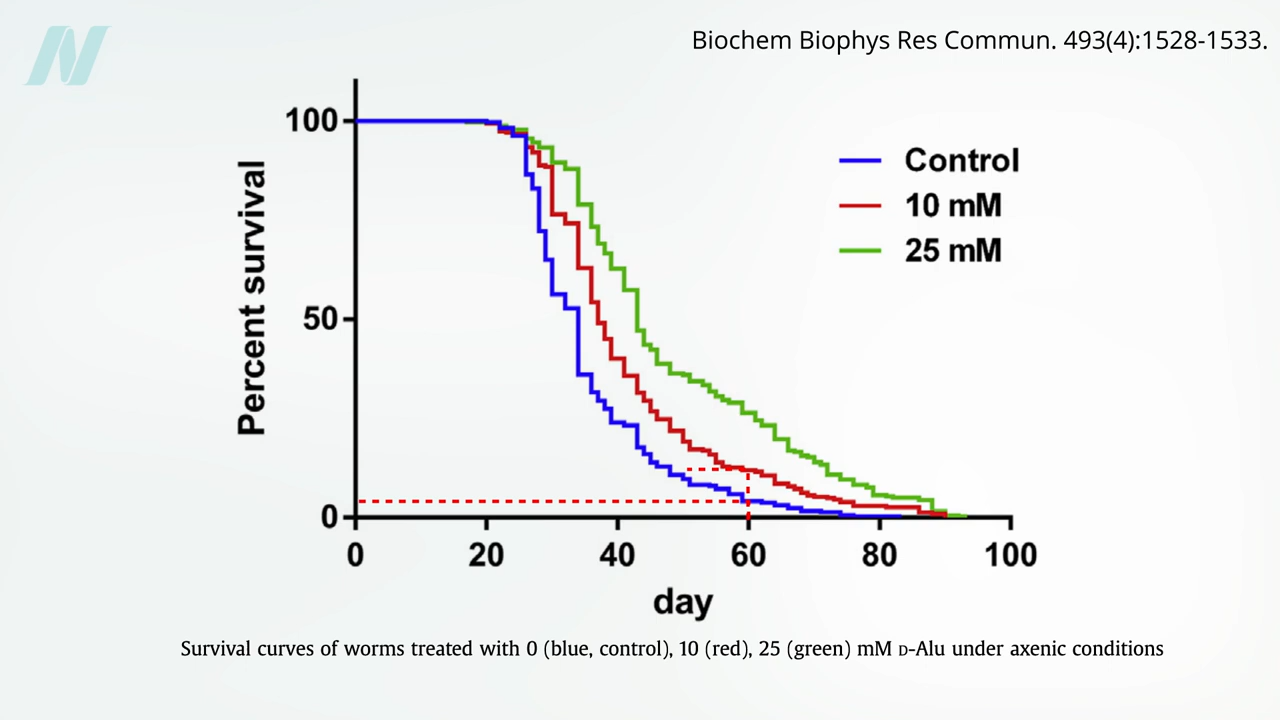 Biochem Biophys Res Commun. 493(4):1528-1533.
100
50
0
Percent survival
Control
10 mM
25 mM
0 20 40 60 80 100
day
Survival curves of worms treated with 0 (blue, control), 10 (red), 25 (green) mM D-Alu under axenic conditions